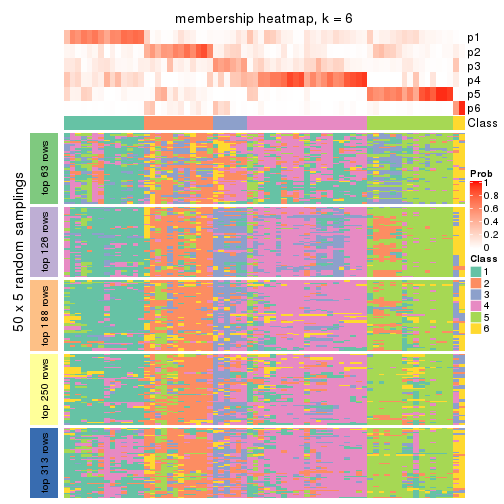 membership heatmap, k = 6
p1
p2
p3
p4
p5
p6
Class
50 x 5 random samplings
top 63 rows
top 126 rows
top 188 rows
top 250 rows
top 313 rows
Prob
0.8
0.6
0.4
0.2
0
Class
1
2
3
4
5
6